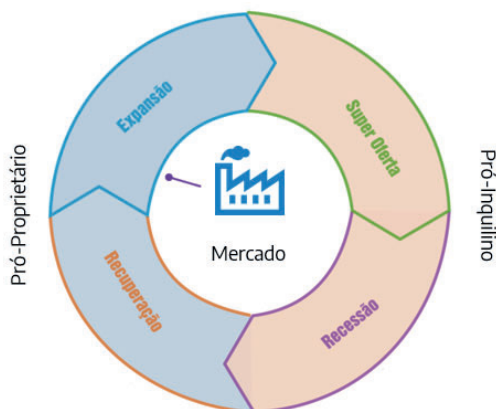 Expansão
Super Oferta
Pró-Proprietário
Pró-Inquilino
Mercado
Recuperação
Recessão